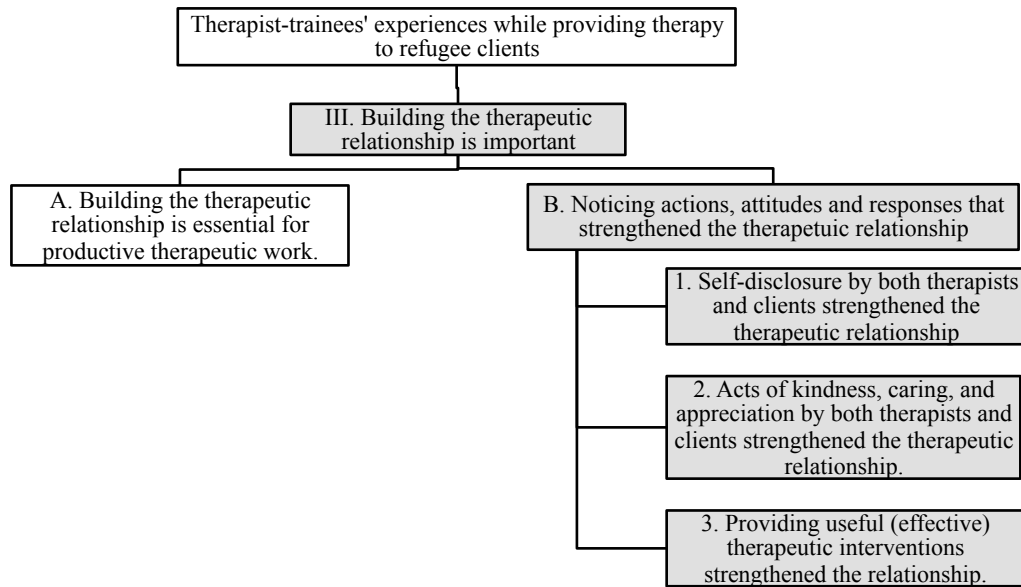 Therapist-trainees' experiences while providing therapy
to refugee clients
III. Building the therapeutic
relationship is important
A. Building the therapeutic
relationship is essential for
productive therapeutic work.
B. Noticing actions, attitudes and responses that
strengthened the therapetuic relationship
1. Self-disclosure by both therapists
and clients strengthened the
therapeutic relationship
2. Acts of kindness, caring, and
appreciation by both therapists and
clients strengthened the therapeutic
relationship.
3. Providing useful (effective)
therapeutic interventions
strengthened the relationship.